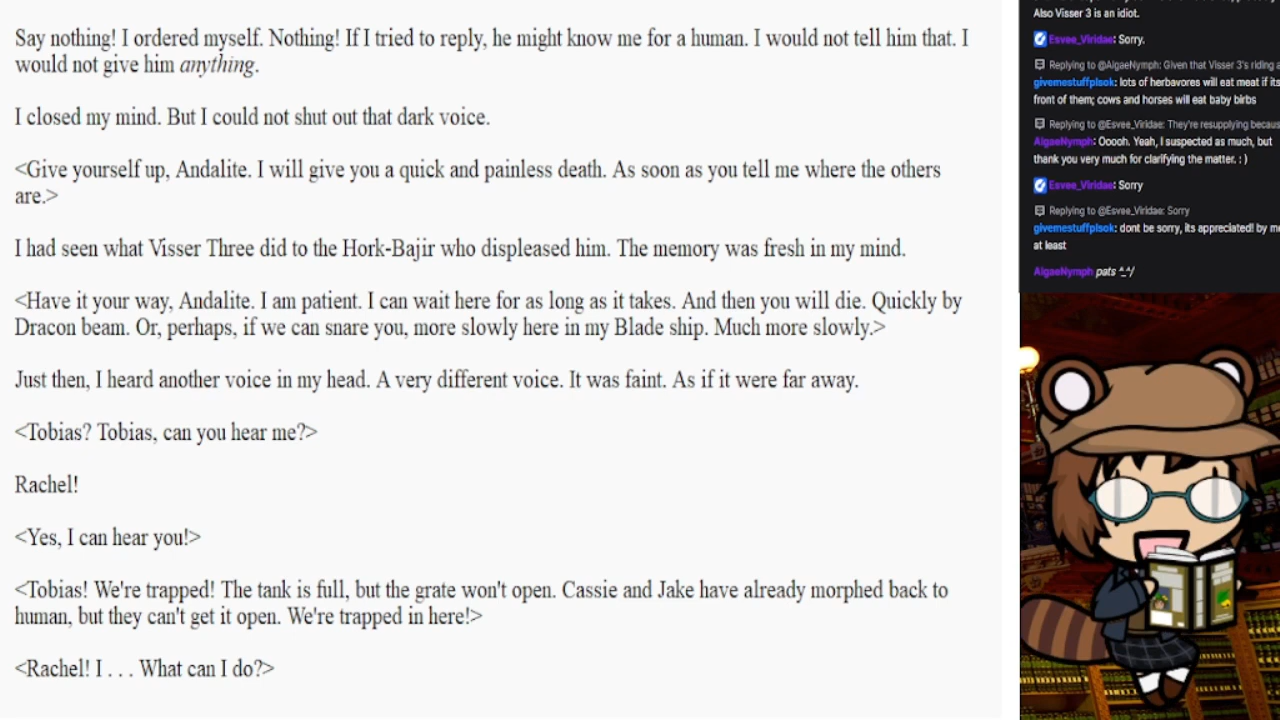 Say nothing! I ordered myself. Nothing! If I tried to reply, he might know me for a human. I would not tell him that. I
would not give him anything.
I closed my mind. But I could not shut out that dark voice.
<Give yourself up, Andalite. I will give you a quick and painless death. As soon as you tell me where the others
are.>
I had seen what Visser Three did to the Hork-Bajir who displeased him. The memory was fresh in my mind.
<Have it your way, Andalite. I am patient. I can wait here for as long as it takes. And then you will die. Quickly by
Dracon beam. Or, perhaps, if we can snare you, more slowly here in my Blade ship. Much more slowly.>
Just then, I heard another voice in my head. A very different voice. It was faint. As if it were far away.
<Tobias? Tobias, can you hear me?>
Rachel!
<Yes, I can hear you!>
<Tobias! We're trapped! The tank is full, but the grate won't open. Cassie and Jake have already morphed back to
human, but they can't get it open. We're trapped in here!>
<Rachel! I . . . What can I do?>
Also Visser 3 is an idiot.
Esvee_Viridae: Sorry.
Replying to @AlgaeNymph: Given that Visser 3's riding a
givemestuffplsok: lots of herbavores will eat meat if its
front of them; cows and horses will eat baby birbs
Replying to @Esvee_Viridae: They're resupplying becaus
AlgaeNymph: Ooooh. Yeah, I suspected as much, but
thank you very much for clarifying the matter. : )
Esvee_Viridae: Sorry
Replying to @Esvee_Viridae: Sorry
givemestuffplsok: dont be sorry, its appreciated! by me
at least
AlgaeNymph pats ^_^/